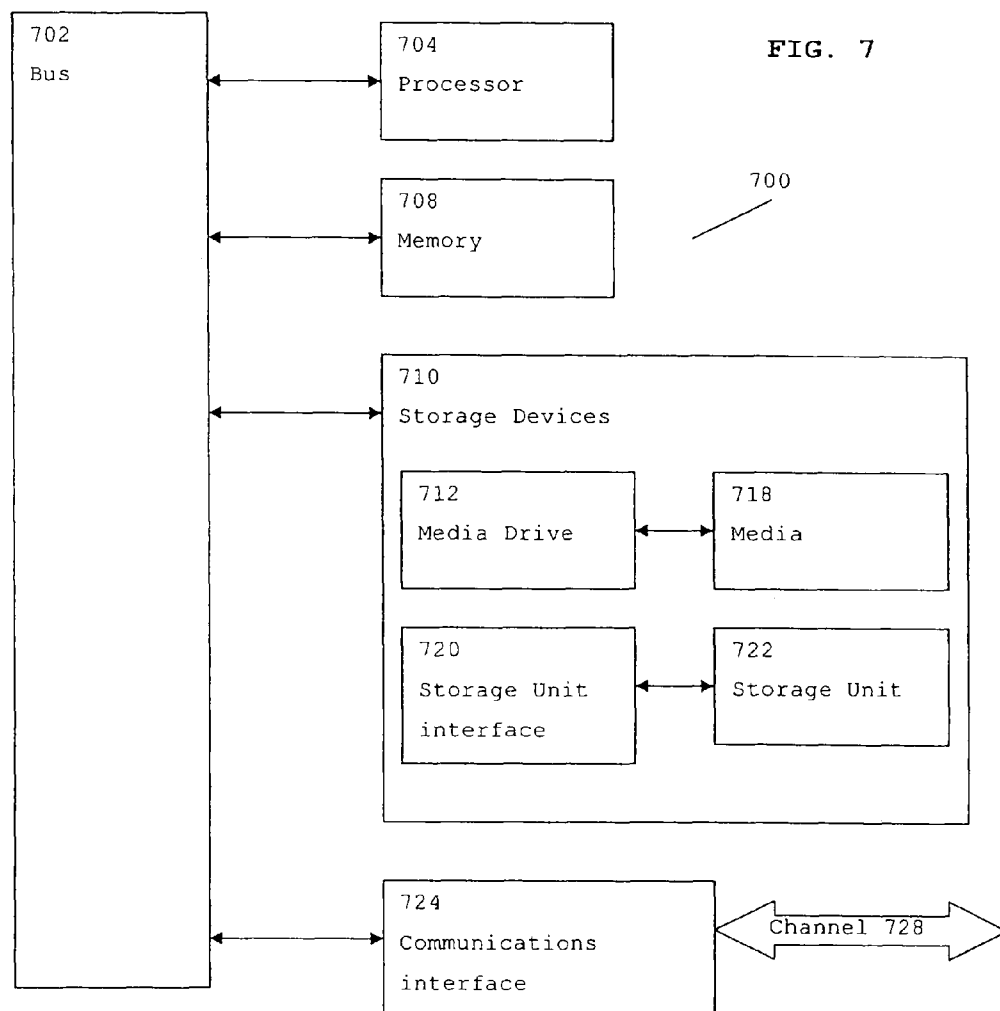 702
Bus
704
Processor
FIG. 7
708
Memory
700
710
Storage Devices
712
Media Drive
718
Media
720
Storage Unit
interface
722
Storage Unit
724
Communications
interface
Channel 728